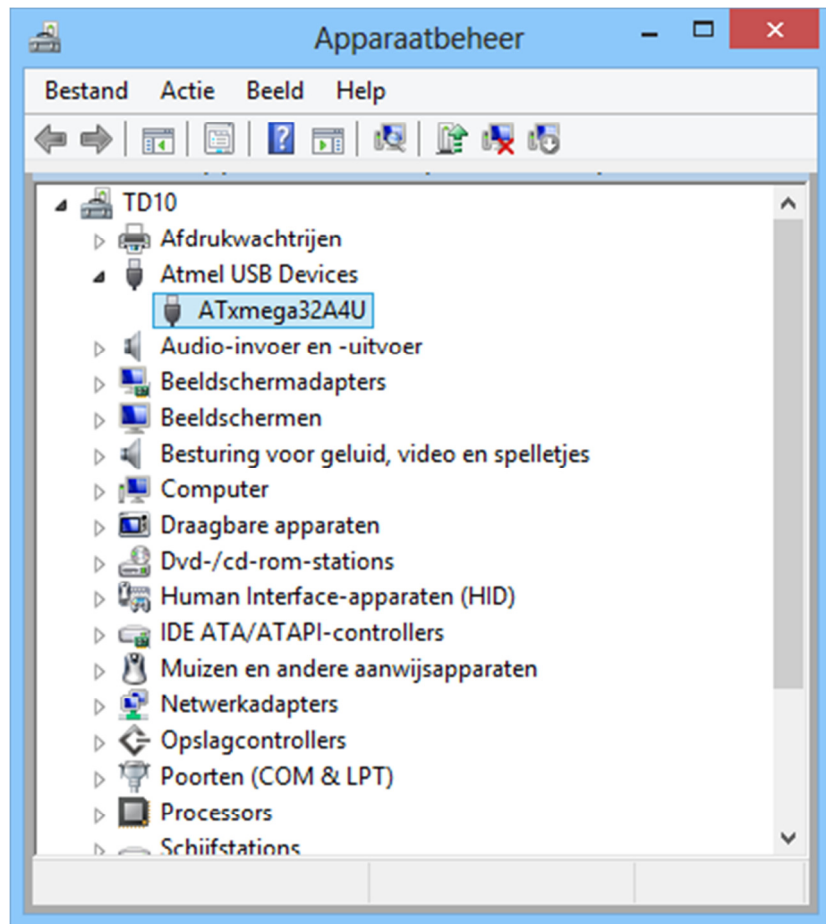 Apparaatbeheer
Bestand Actie Beeld Help
TD10
Afdrukwachtrijen
Atmel USB Devices
ATxmega32A4U
Audio-invoer en -uitvoer
Beeldschermadapters
Beeldschermen
Besturing voor geluid, video en spelletjes
Computer
Draagbare apparaten
Dvd-/cd-rom-stations
Human Interface-apparaten (HID)
IDE ATA/ATAPI-controllers
Muizen en andere aanwijsapparaten
Netwerkadapters
Opslagcontrollers
Poorten (COM & LPT)
Processors
Schijfstations